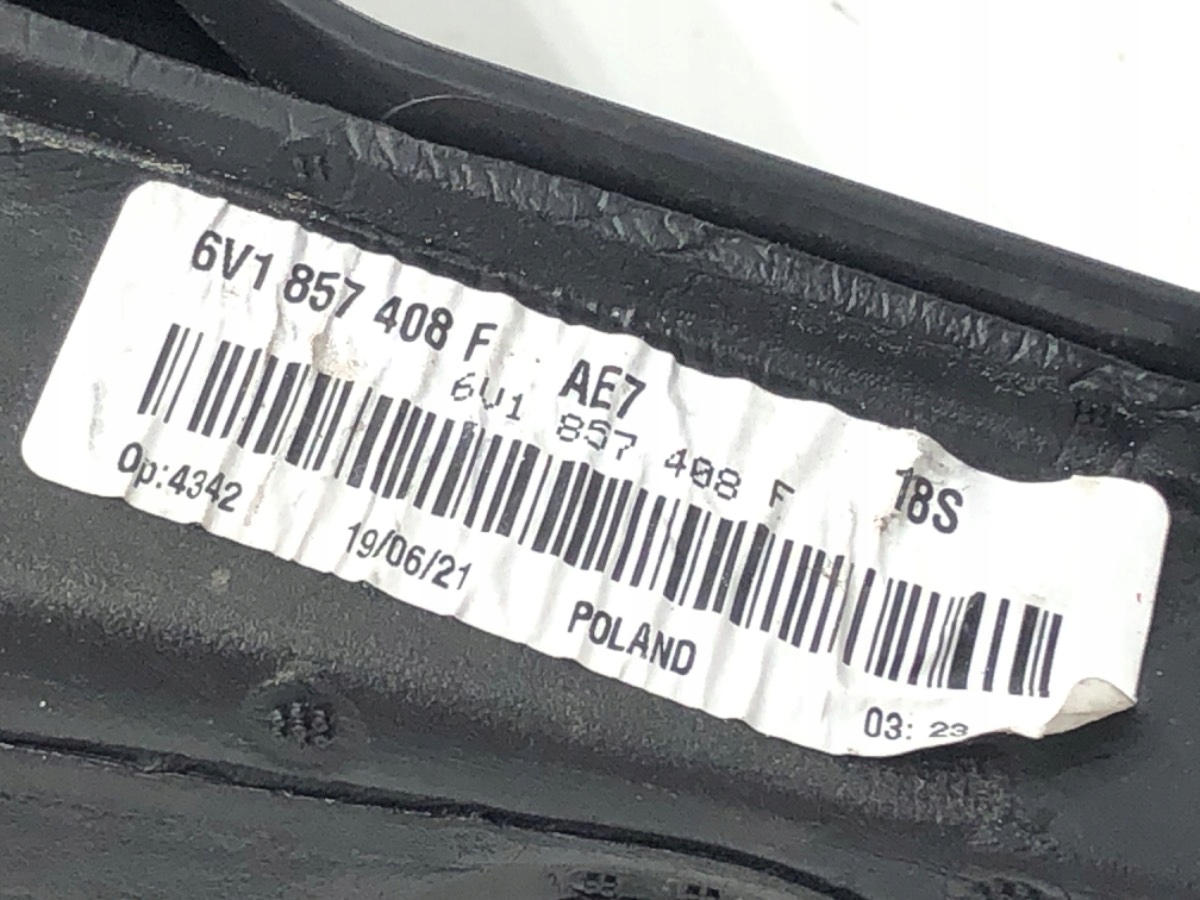 6V1 857 408 F AE7 18S
6V1 857 408 F
Op:4342 19/06/21 POLAND 03: 23